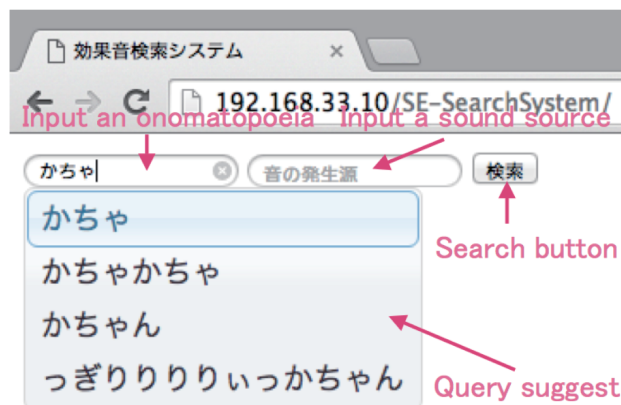 効果音検索システム ×
192.168.33.10/SE-SearchSystem/
Input an onomatopoeia Input a sound source
かちゃ 音の発生源 検索
かちゃ
Search button
かちゃかちゃ
かちゃん
っぎりりりりぃっかちゃん
Query suggest